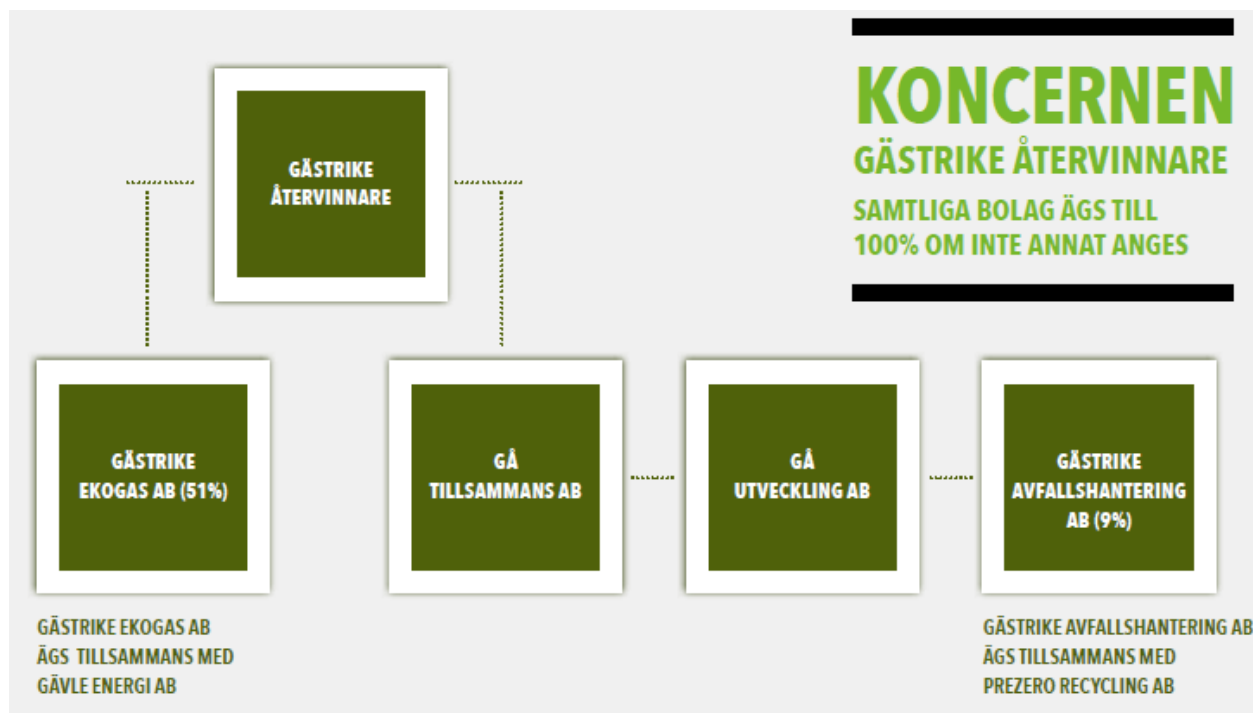 KONCERNEN
GÄSTRIKE ÅTERVINNARE
SAMTLIGA BOLAG ÄGS TILL
100% OM INTE ANNAT ANGES
GÄSTRIKE
ÅTERVINNARE
GÄSTRIKE
EKOGAS AB (51%)
GÅ
TILLSAMMANS AB
GÅ
UTVECKLING AB
GÄSTRIKE
AVFALLSHANTERING
AB (9%)
GÄSTRIKE EKOGAS AB
ÄGS TILLSAMMANS MED
GÄVLE ENERGI AB
GÄSTRIKE AVFALLSHANTERING AB
ÄGS TILLSAMMANS MED
PREZERO RECYCLING AB